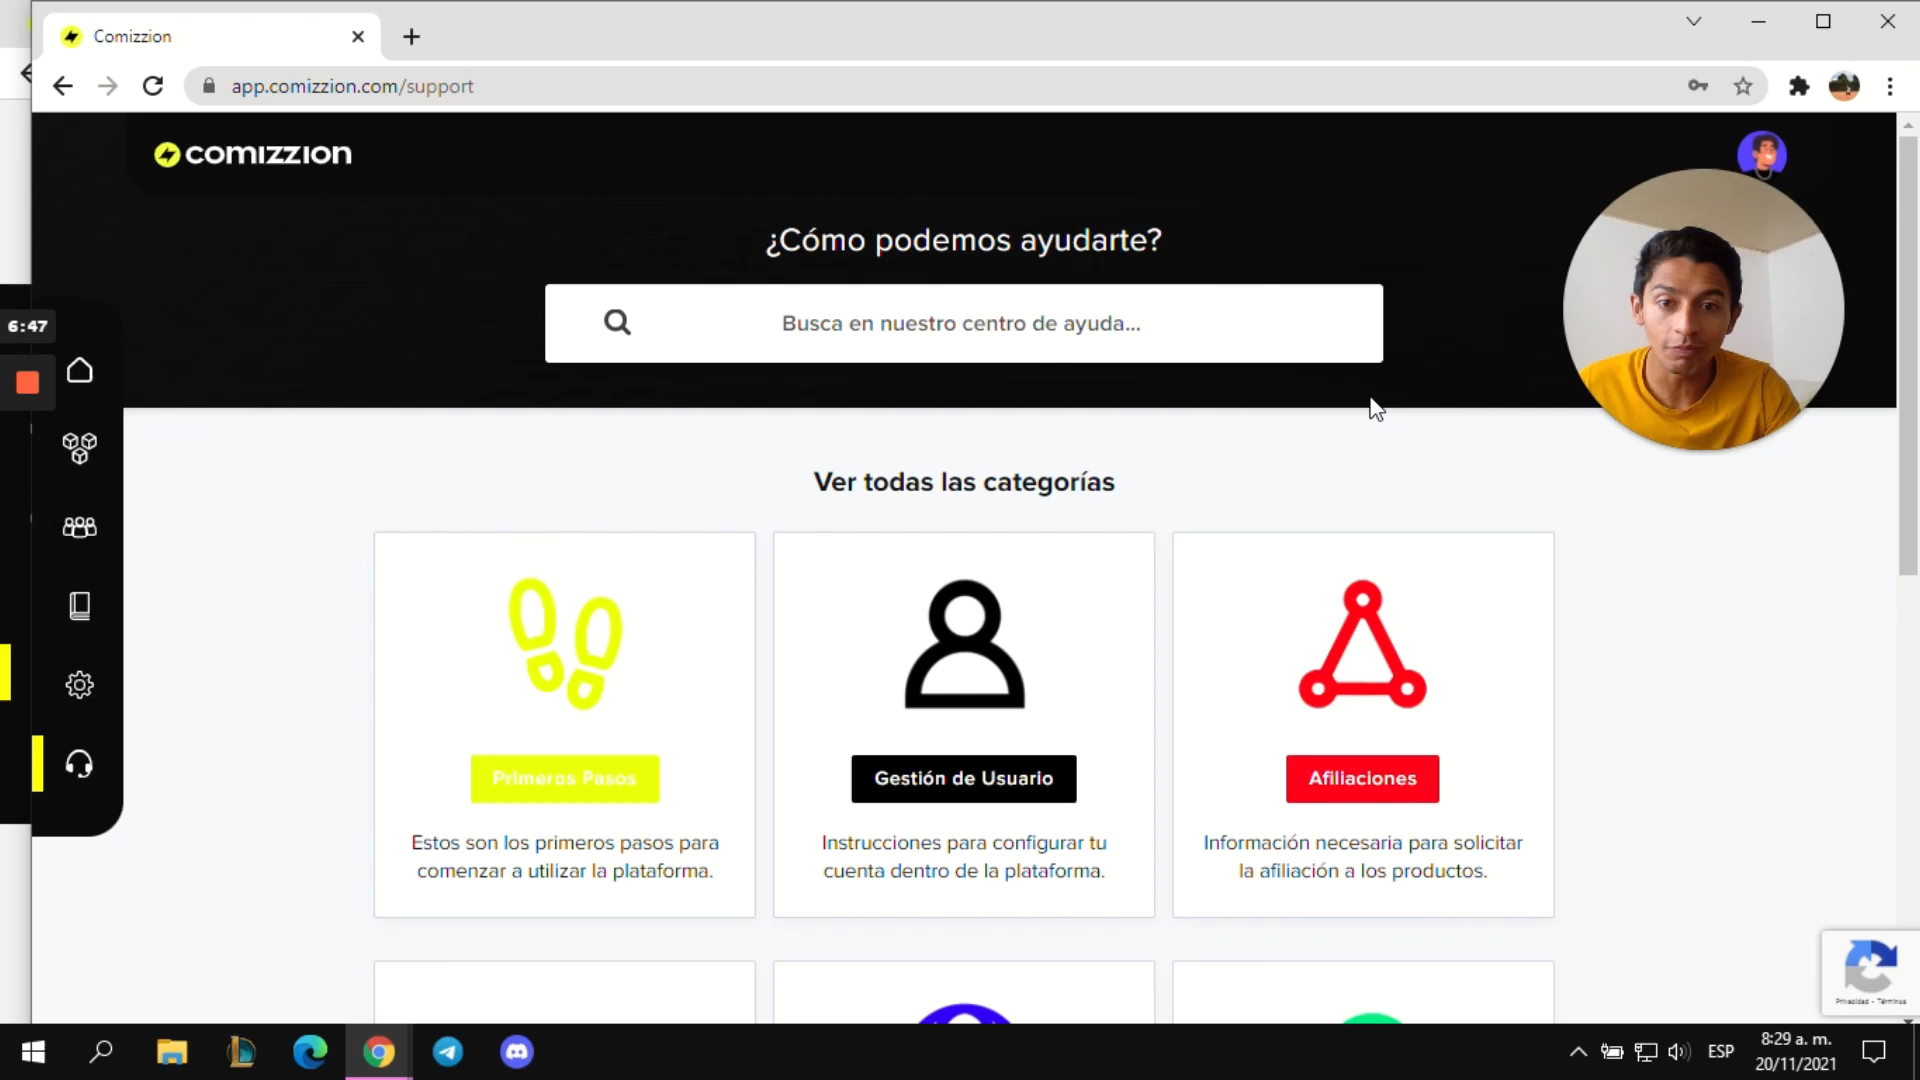 Comizzion
app.comizzion.com/support
comizzion
¿Cómo podemos ayudarte?
Busca en nuestro centro de ayuda...
6:47
Ver todas las categorías
Primeros Pasos
Estos son los primeros pasos para
comenzar a utilizar la plataforma.
Gestión de Usuario
Instrucciones para configurar tu
cuenta dentro de la plataforma.
Afiliaciones
Información necesaria para solicitar
la afiliación a los productos.
Privacidad - Términos
ESP
8:29 a. m.
20/11/2021